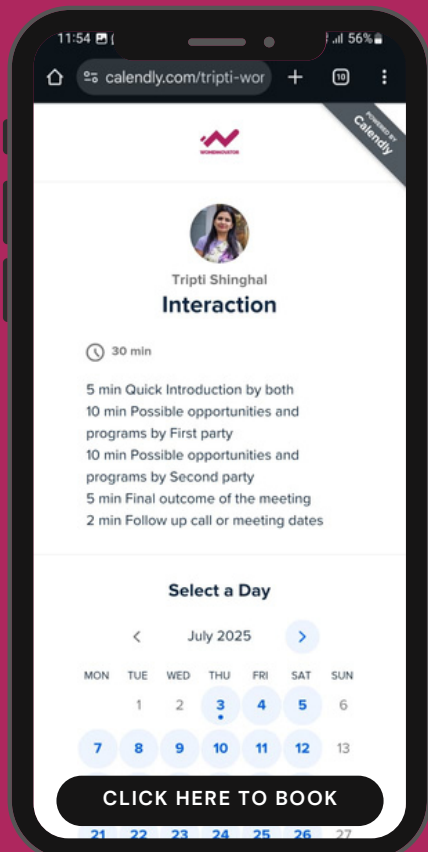 11:54
56%
calendly.com/tripti-wor
10
WOMENNOVATOR
POWERED BY
Calendly
Tripti Shinghal
Interaction
30 min
5 min Quick Introduction by both
10 min Possible opportunities and
programs by First party
10 min Possible opportunities and
programs by Second party
5 min Final outcome of the meeting
2 min Follow up call or meeting dates
Select a Day
July 2025
MON TUE WED THU FRI SAT SUN
1 2 3 4 5 6
7 8 9 10 11 12 13
CLICK HERE TO BOOK
21 22 23 24 25 26 27